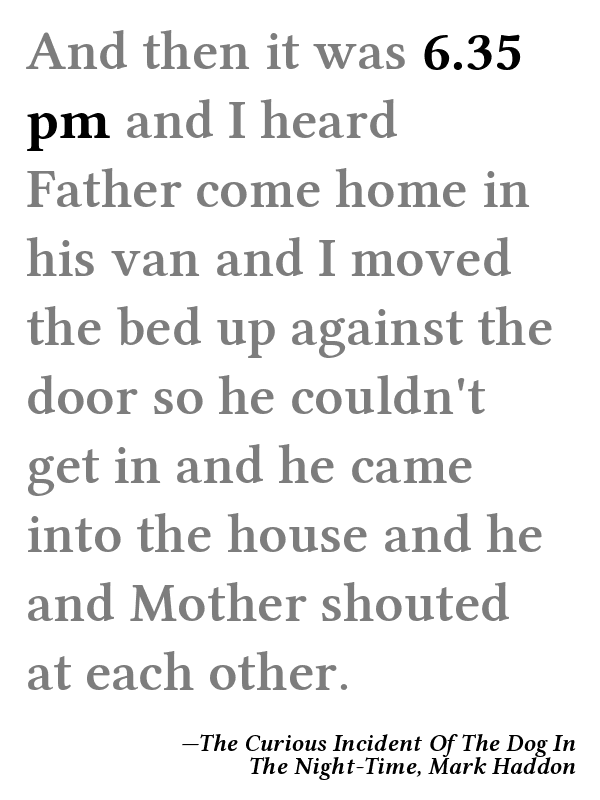 And then it was 6.35
pm and I heard
Father come home in
his van and I moved
the bed up against the
door so he couldn't
get in and he came
into the house and he
and Mother shouted
at each other.
—The Curious Incident Of The Dog In
The Night-Time, Mark Haddon